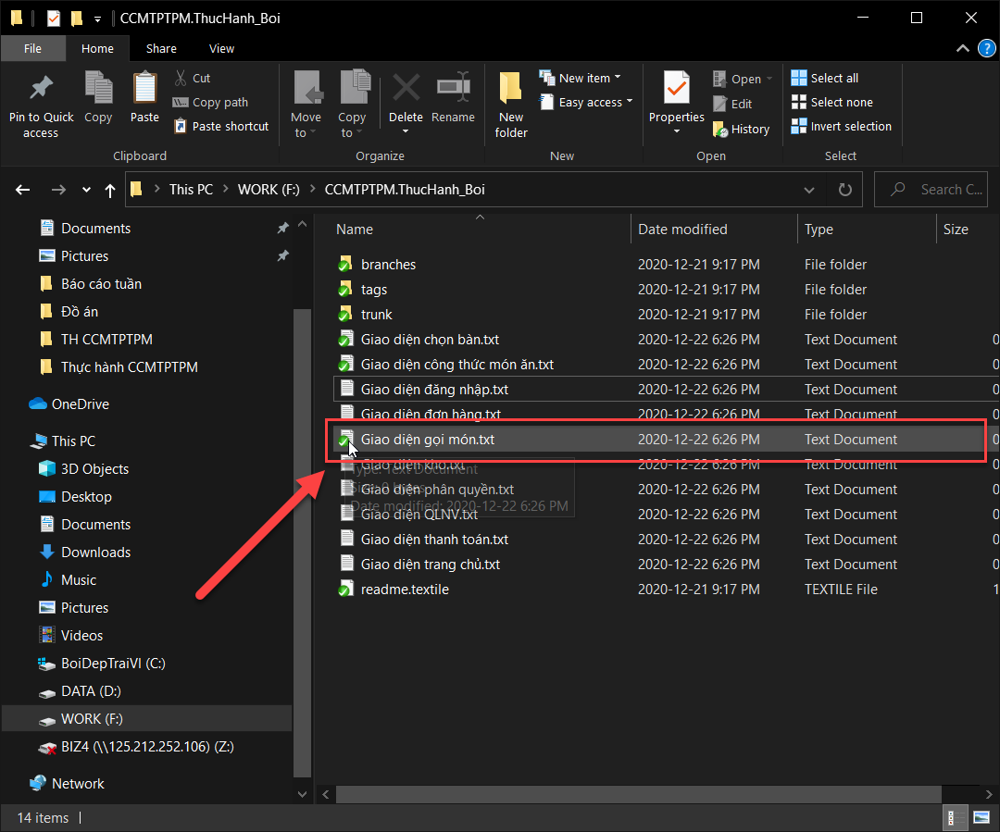 CCMTPTPM.ThucHanh_Boi
File Home Share View
Pin to Quick access
Copy
Paste
Cut
Copy path
Paste shortcut
Clipboard
Move to
Copy to
Delete
Rename
Organize
New folder
New item
Easy access
New
Properties
Open
Edit
History
Open
Select all
Select none
Invert selection
Select
This PC WORK (F:) CCMTPTPM.ThucHanh_Boi
Search C...
Documents
Pictures
Báo cáo tuần
Đồ án
TH CCMTPTPM
Thực hành CCMTPTPM
OneDrive
This PC
3D Objects
Desktop
Documents
Downloads
Music
Pictures
Videos
BoiDepTraiVl (C:)
DATA (D:)
WORK (F:)
BIZ4 (\\125.212.252.106) (Z:)
Network
Name Date modified Type Size
branches 2020-12-21 9:17 PM File folder
tags 2020-12-21 9:17 PM File folder
trunk 2020-12-21 9:17 PM File folder
Giao diện chọn bàn.txt 2020-12-22 6:26 PM Text Document 0
Giao diện công thức món ăn.txt 2020-12-22 6:26 PM Text Document 0
Giao diện đăng nhập.txt 2020-12-22 6:26 PM Text Document 0
Giao diện đơn hàng.txt 2020-12-22 6:26 PM Text Document 0
Giao diện gọi món.txt 2020-12-22 6:26 PM Text Document 0
Giao diện kho.txt 2020-12-22 6:26 PM Text Document 0
Type: Text Document
Giao diện phân quyền.txt 2020-12-22 6:26 PM Text Document 0
Size: 0 bytes
Date modified: 2020-12-22 6:26 PM
Giao diện QLNV.txt 2020-12-22 6:26 PM Text Document 0
Giao diện thanh toán.txt 2020-12-22 6:26 PM Text Document 0
Giao diện trang chủ.txt 2020-12-22 6:26 PM Text Document 0
readme.textile 2020-12-21 9:17 PM TEXTILE File 1
14 items